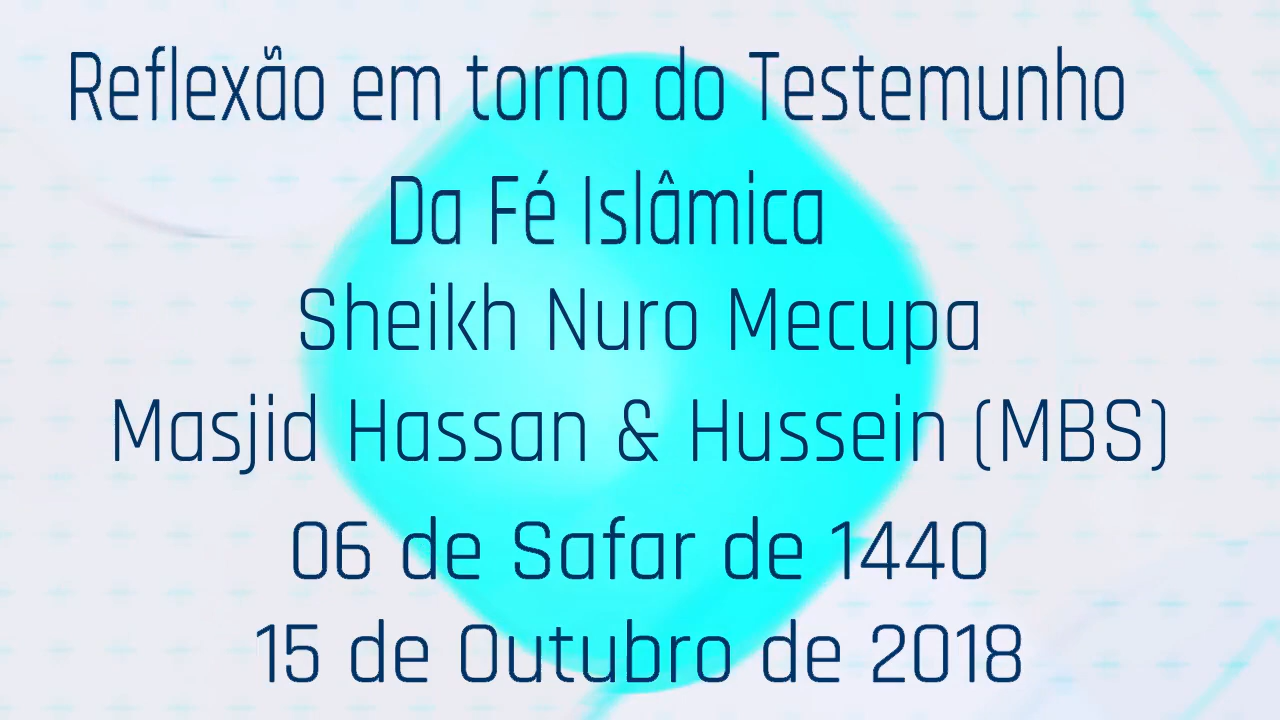 Reflexão em torno do Testemunho
Da Fé Islâmica
Sheikh Nuro Mecupa
Masjid Hassan & Hussein (MBS)
06 de Safar de 1440
15 de Outubro de 2018